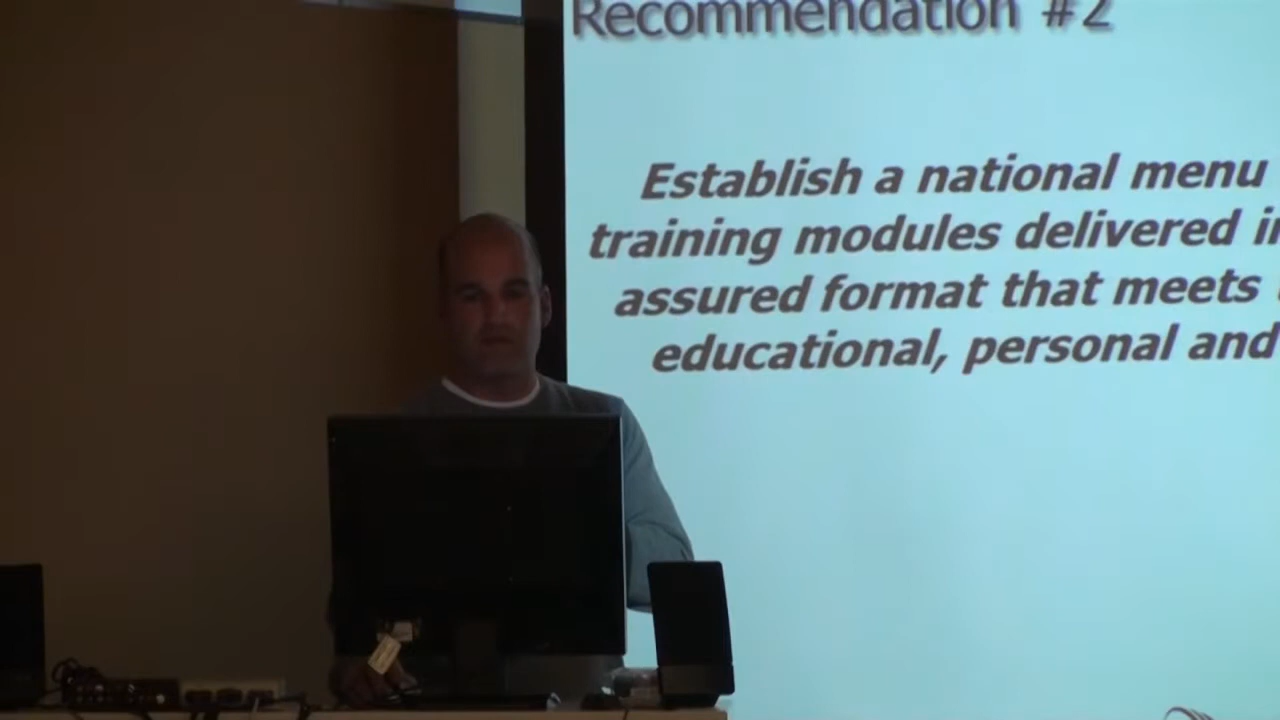 Recommendation #2
Establish a national menu
training modules delivered in
assured format that meets
educational, personal and